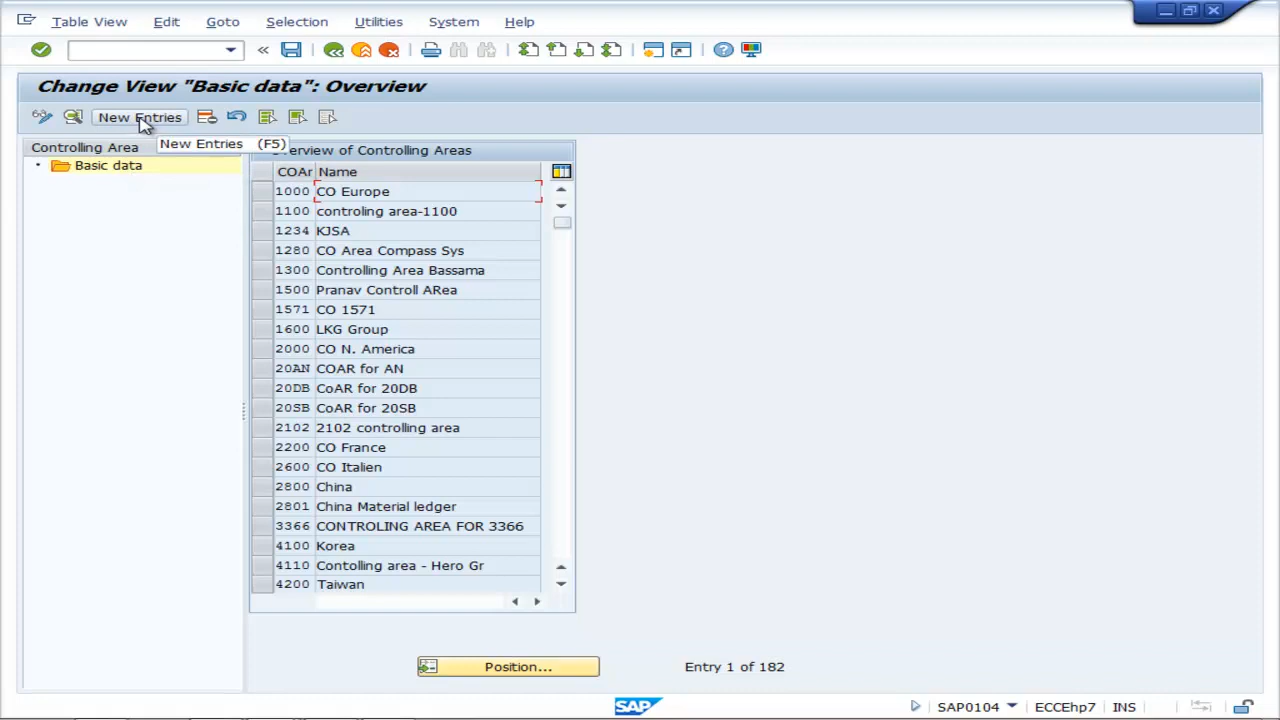 Table View Edit Goto Selection Utilities System Help
Change View "Basic data": Overview
New Entries
New Entries (F5)
Controlling Area
Basic data
verview of Controlling Areas
COAr Name
1000 CO Europe
1100 controling area-1100
1234 KJSA
1280 CO Area Compass Sys
1300 Controlling Area Bassama
1500 Pranav Controll ARea
1571 CO 1571
1600 LKG Group
2000 CO N. America
20AN COAR for AN
20DB CoAR for 20DB
20SB CoAR for 20SB
2102 2102 controlling area
2200 CO France
2600 CO Italien
2800 China
2801 China Material ledger
3366 CONTROLING AREA FOR 3366
4100 Korea
4110 Contolling area - Hero Gr
4200 Taiwan
Position... Entry 1 of 182
SAP SAP0104 ECCEhp7 INS